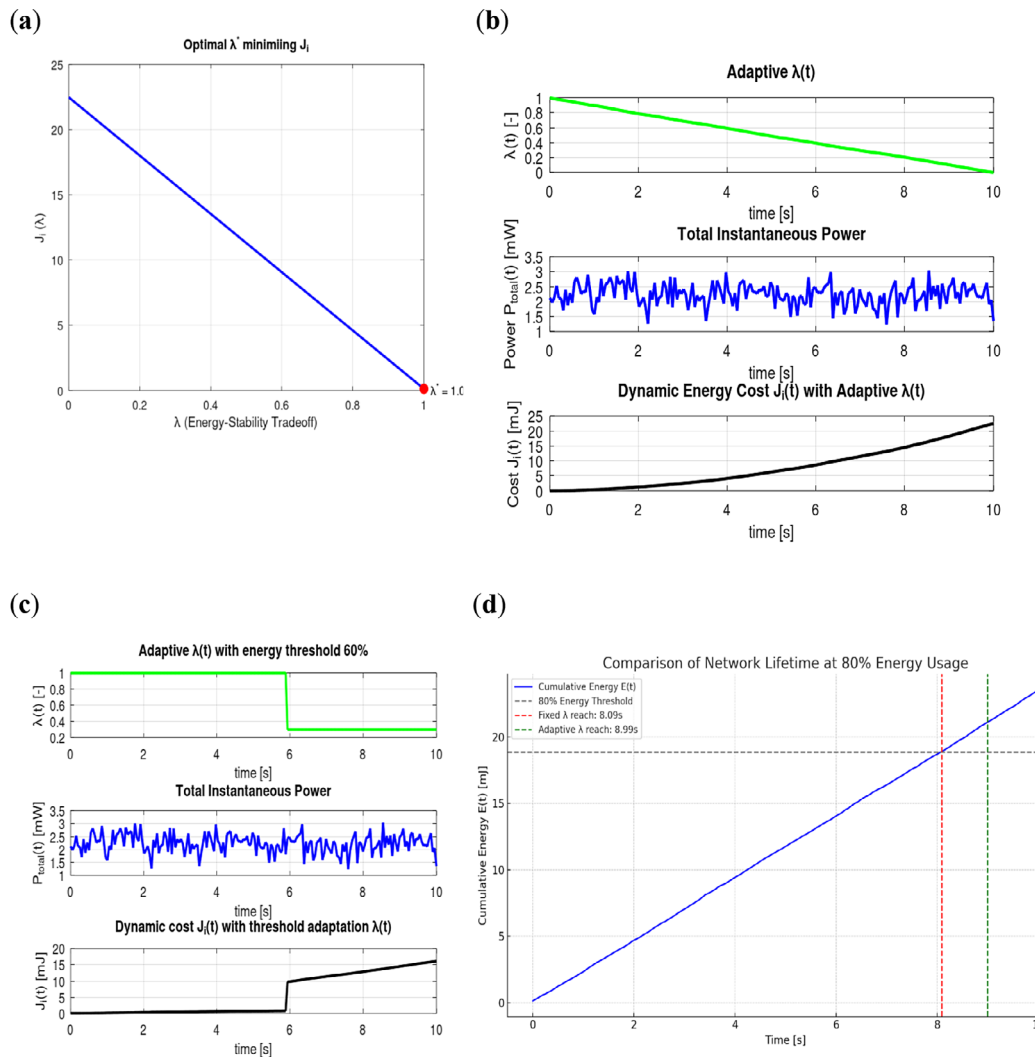 (a)
Optimal λ* minimiing Ji
25
20
15
10
5
0
Ji (λ)
0 0.2 0.4 0.6 0.8 1
λ* = 1.0
λ (Energy-Stability Tradeoff)
(b)
Adaptive λ(t)
1
0.8
0.6
0.4
0.2
0
λ(t) [-]
0 2 4 6 8 10
time [s]
Total Instantaneous Power
3.5
3
2.5
2
1.5
1
Power Ptotal(t) [mW]
0 2 4 6 8 10
time [s]
Dynamic Energy Cost Ji(t) with Adaptive λ(t)
25
20
15
10
5
0
Cost Ji(t) [mJ]
0 2 4 6 8 10
time [s]
(c)
Adaptive λ(t) with energy threshold 60%
1
0.8
0.6
0.4
0.2
λ(t) [-]
0 2 4 6 8 10
time [s]
Total Instantaneous Power
3.5
3
2.5
2
1.5
1
Ptotal(t) [mW]
0 2 4 6 8 10
time [s]
Dynamic cost Ji(t) with threshold adaptation λ(t)
20
15
10
5
0
Ji(t) [mJ]
0 2 4 6 8 10
time [s]
(d)
Comparison of Network Lifetime at 80% Energy Usage
Cumulative Energy E(t)
80% Energy Threshold
Fixed λ reach: 8.09s
Adaptive λ reach: 8.99s
20
15
10
5
0
Cumulative Energy E(t) [mJ]
0 2 4 6 8
Time [s]